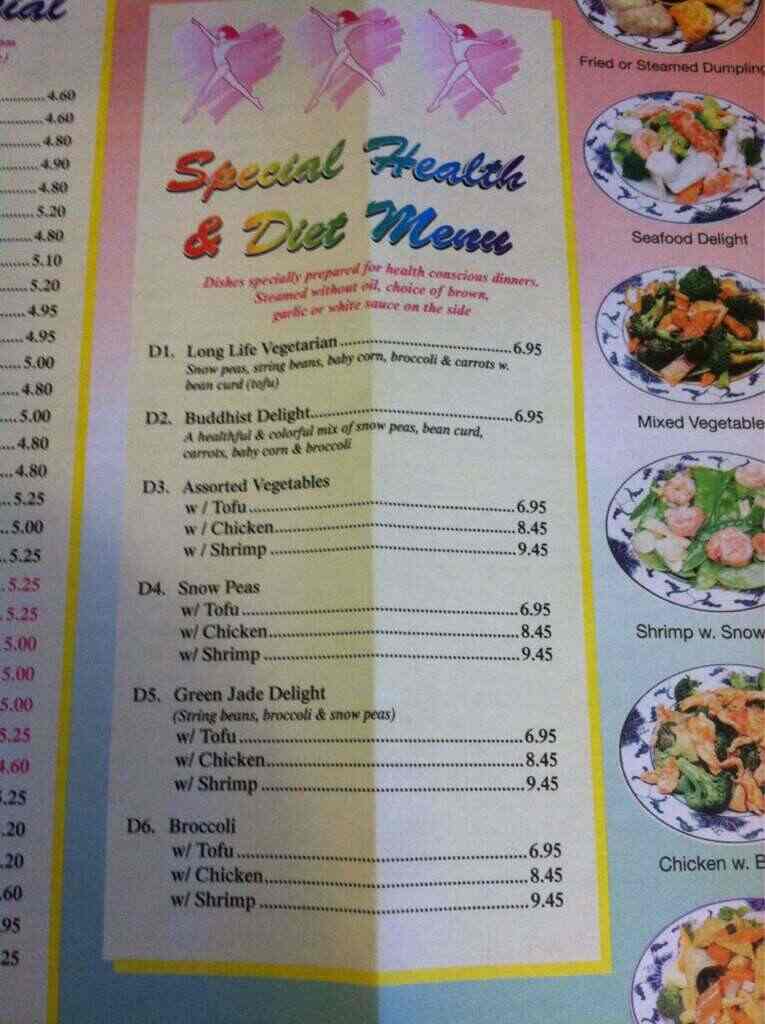 ial
4.60
4.60
4.80
4.90
4.80
5.20
4.80
5.10
5.20
4.95
4.95
5.00
4.80
5.00
4.80
4.80
5.25
5.00
5.25
5.25
5.25
5.00
5.00
5.00
5.25
4.60
5.25
.20
.20
.60
95
25
Special Health
& Diet Menu
Dishes specially prepared for health conscious dinners.
Steamed without oil, choice of brown,
garlic or white sauce on the side
D1. Long Life Vegetarian 6.95
Snow peas, string beans, baby corn, broccoli & carrots w.
bean curd (tofu)
D2. Buddhist Delight 6.95
A healthful & colorful mix of snow peas, bean curd,
carrots, baby corn & broccoli
D3. Assorted Vegetables
w / Tofu 6.95
w / Chicken 8.45
w / Shrimp 9.45
D4. Snow Peas
w/ Tofu 6.95
w/ Chicken 8.45
w/ Shrimp 9.45
D5. Green Jade Delight
(String beans, broccoli & snow peas)
w/ Tofu 6.95
w/ Chicken 8.45
w/ Shrimp 9.45
D6. Broccoli
w/ Tofu 6.95
w/ Chicken 8.45
w/ Shrimp 9.45
Fried or Steamed Dumpling
Seafood Delight
Mixed Vegetable
Shrimp w. Snow
Chicken w. B